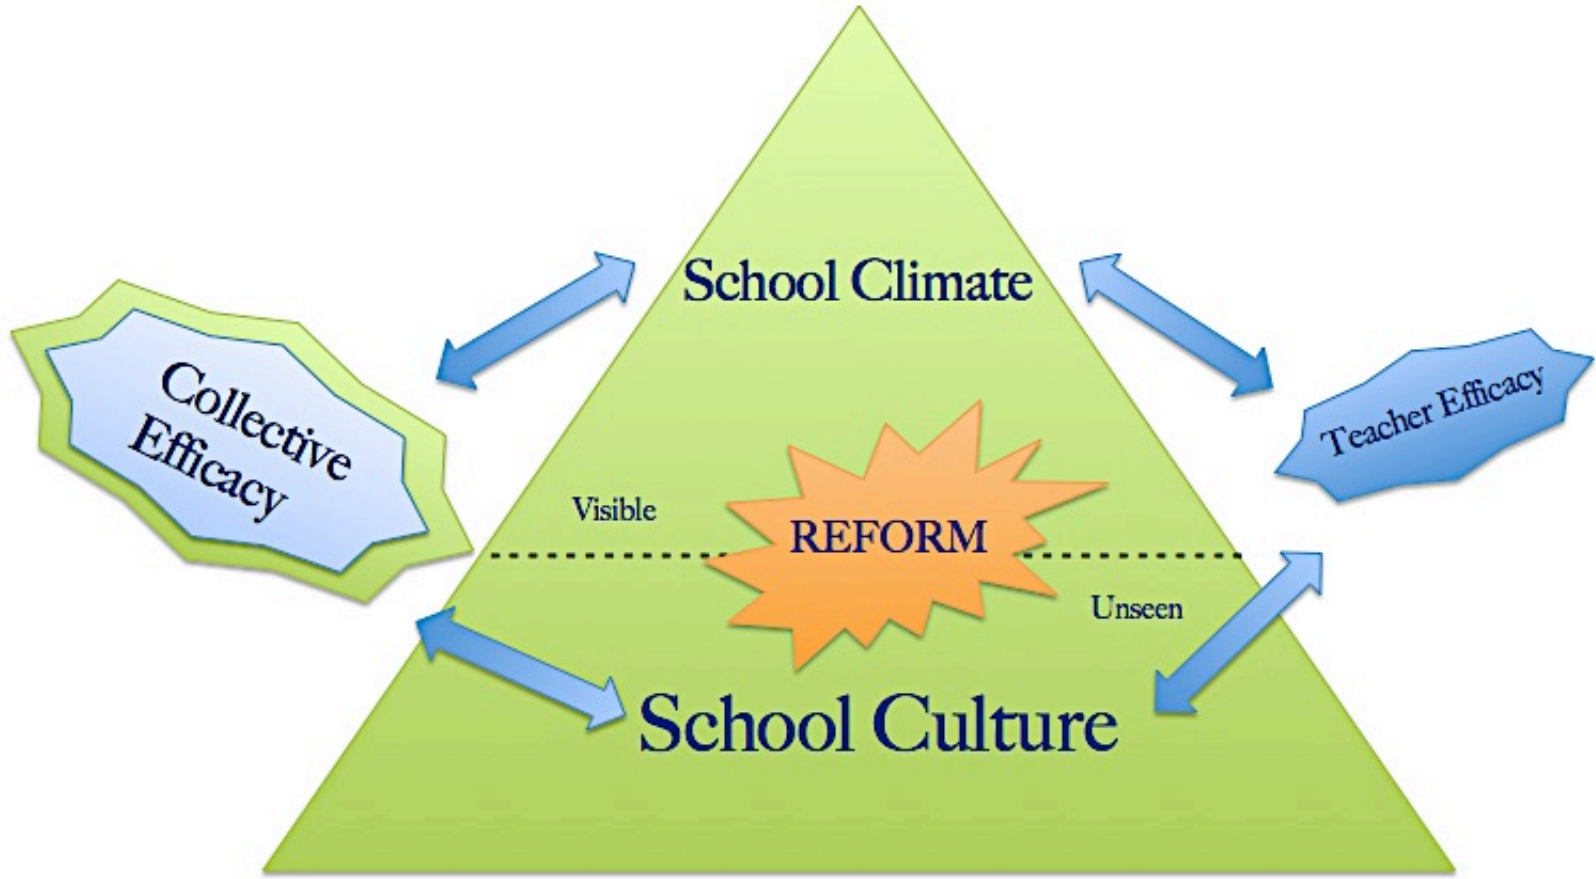 School Climate
Collective
Efficacy
Teacher Efficacy
Visible
REFORM
Unseen
School Culture